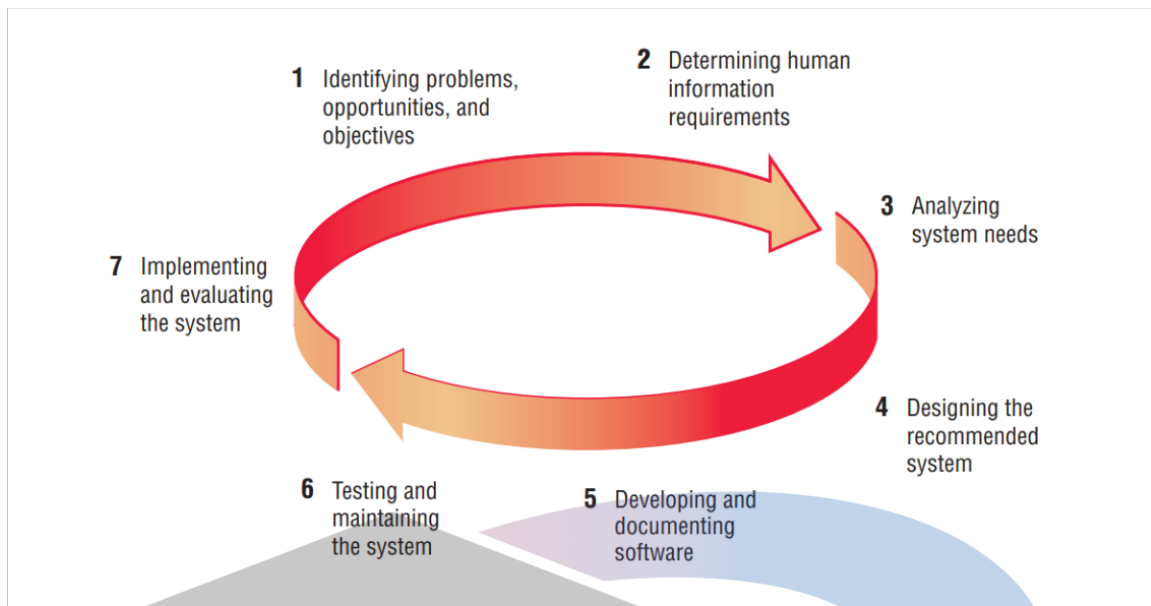 1 Identifying problems,
opportunities, and
objectives
2 Determining human
information
requirements
3 Analyzing
system needs
4 Designing the
recommended
system
5 Developing and
documenting
software
6 Testing and
maintaining
the system
7 Implementing
and evaluating
the system